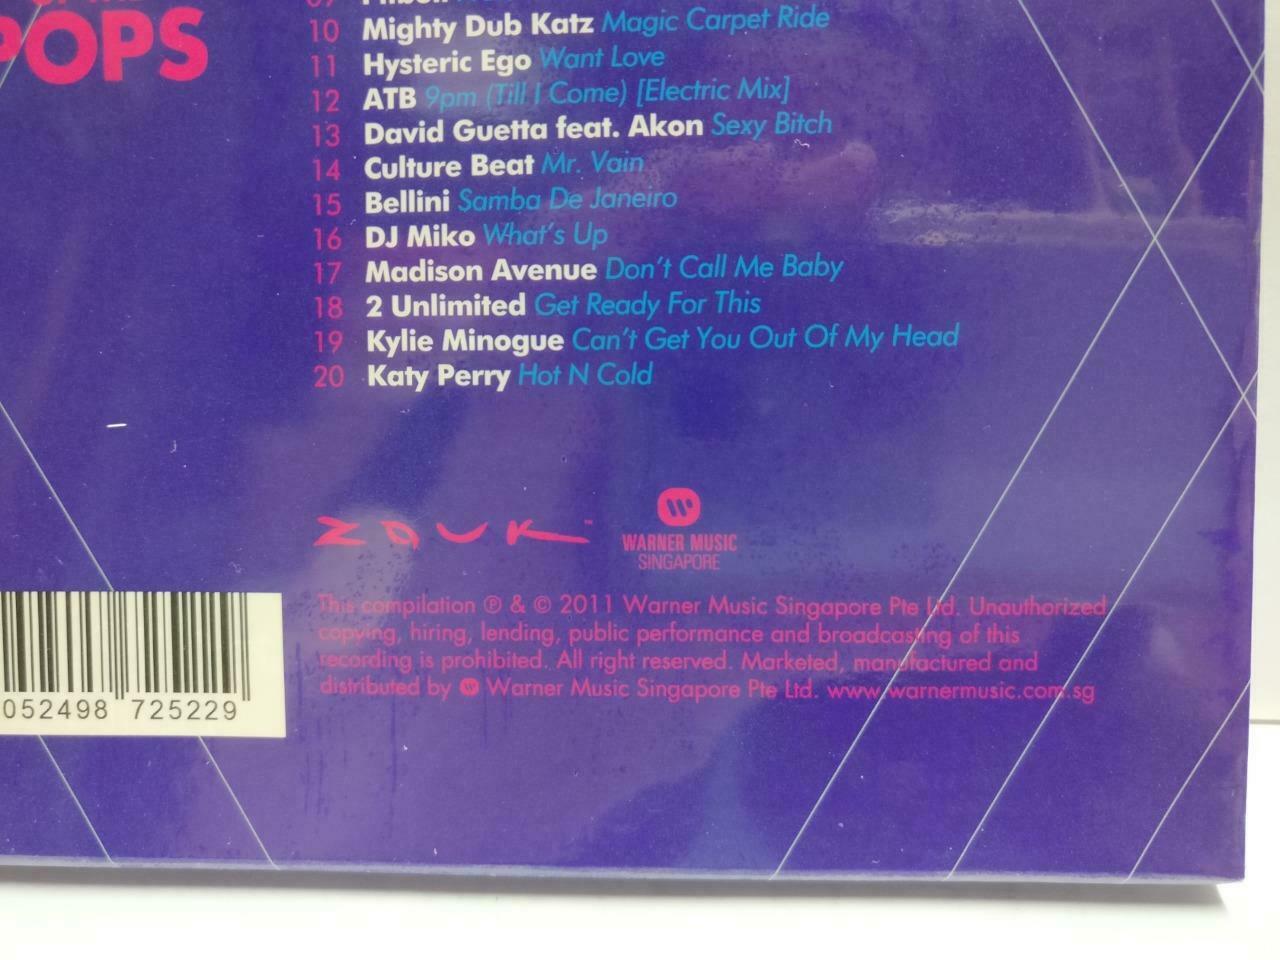 POPS
10 Mighty Dub Katz Magic Carpet Ride
11 Hysteric Ego Want Love
12 ATB 9pm (Till I Come) [Electric Mix]
13 David Guetta feat. Akon Sexy Bitch
14 Culture Beat Mr. Vain
15 Bellini Samba De Janeiro
16 DJ Miko What's Up
17 Madison Avenue Don't Call Me Baby
18 2 Unlimited Get Ready For This
19 Kylie Minogue Can't Get You Out Of My Head
20 Katy Perry Hot N Cold
ZOUK™
WARNER MUSIC
SINGAPORE
This compilation ℗ & © 2011 Warner Music Singapore Pte Ltd. Unauthorized
copying, hiring, lending, public performance and broadcasting of this
recording is prohibited. All right reserved. Marketed, manufactured and
distributed by Warner Music Singapore Pte Ltd. www.warnermusic.com.sg
052498 725229